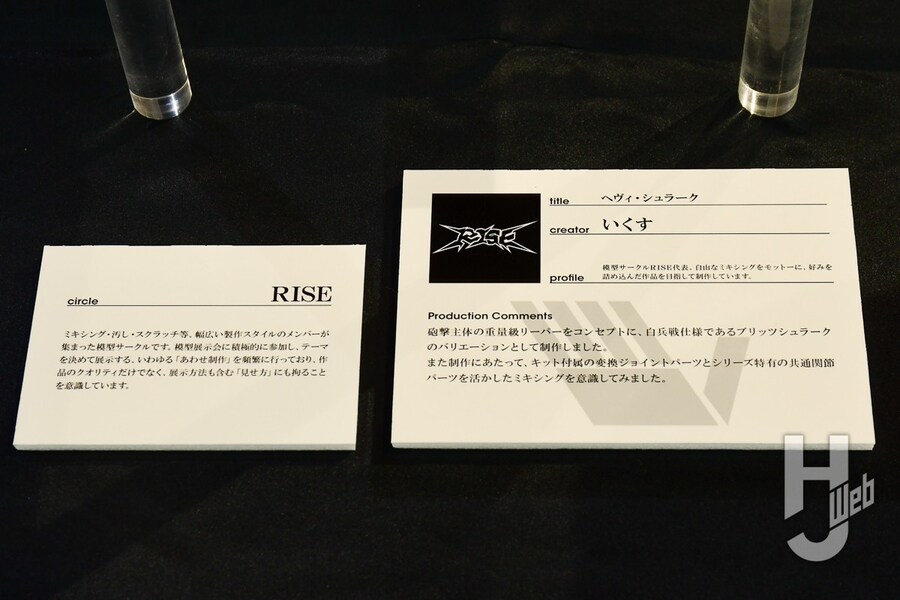 circle RISE
ミキシング・汚し・スクラッチ等、幅広い製作スタイルのメンバーが
集まった模型サークルです。模型展示会に積極的に参加し、テーマ
を決めて展示する、いわゆる「あわせ制作」を頻繁に行っており、作
品のクオリティだけでなく、展示方法も含む「見せ方」にも拘ること
を意識しています。
RISE
title ヘヴィ・シュラーク
creator いくす
profile 模型サークルRISE代表。自由なミキシングをモットーに、好みを
詰め込んだ作品を目指して制作しています。
Production Comments
砲撃主体の重量級リーパーをコンセプトに、白兵戦仕様であるブリッツシュラーク
のバリエーションとして制作しました。
また制作にあたって、キット付属の変換ジョイントパーツとシリーズ特有の共通関節
パーツを活かしたミキシングを意識してみました。
HJ Web